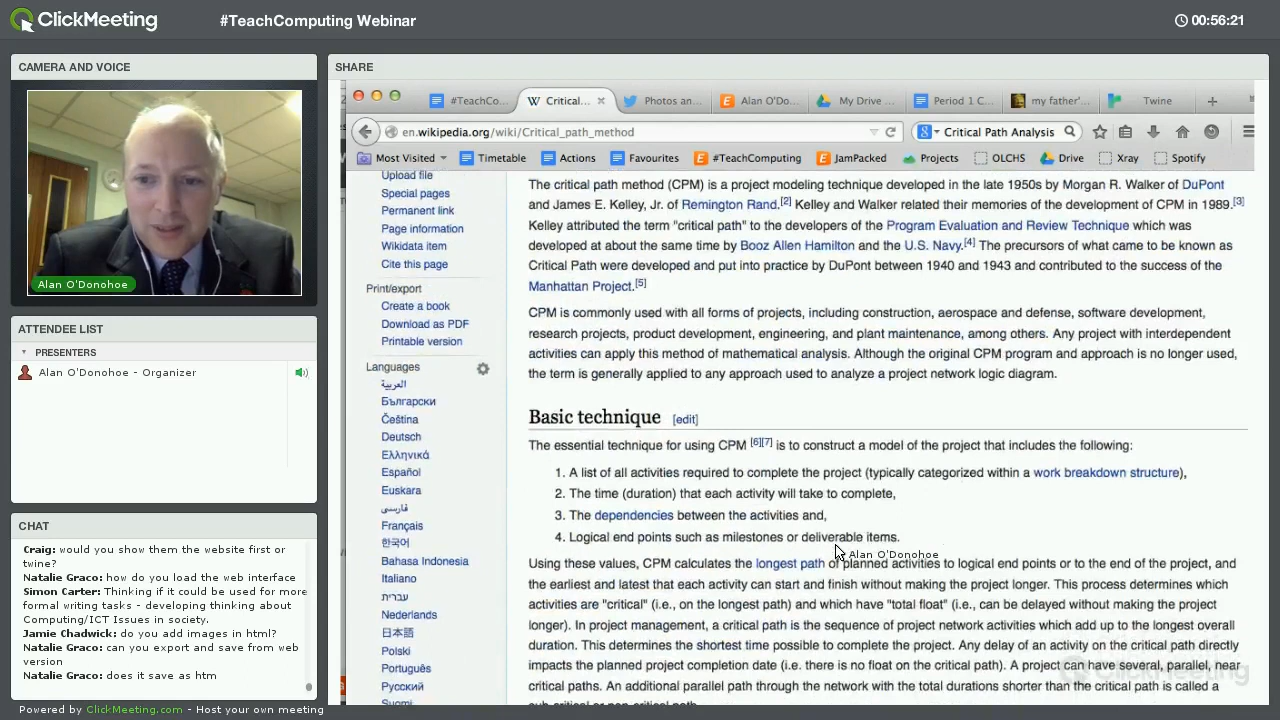 ClickMeeting
#TeachComputing Webinar
00:56:21
CAMERA AND VOICE
Alan O'Donohoe
ATTENDEE LIST
PRESENTERS
Alan O'Donohoe - Organizer
CHAT
Craig: would you show them the website first or
twine?
Natalie Graco: how do you load the web interface
Simon Carter: Thinking if it could be used for more
formal writing tasks - developing thinking about
Computing/ICT Issues in society.
Jamie Chadwick: do you add images in html?
Natalie Graco: can you export and save from web
version
Natalie Graco: does it save as htm
SHARE
#TeachCo...
Critical...
Photos an...
Alan O'Do...
My Drive ...
Period 1 C...
my father'...
Twine
en.wikipedia.org/wiki/Critical_path_method
Critical Path Analysis
Most Visited
Timetable
Actions
Favourites
#TeachComputing
JamPacked
Projects
OLCHS
Drive
Xray
Spotify
Upload file
Special pages
Permanent link
Page information
Wikidata item
Cite this page
Print/export
Create a book
Download as PDF
Printable version
Languages
العربية
Български
Čeština
Deutsch
Ελληνικά
Español
Euskara
فارسی
Français
한국어
Bahasa Indonesia
Italiano
עברית
Nederlands
日本語
Polski
Português
Русский
Suomi
The critical path method (CPM) is a project modeling technique developed in the late 1950s by Morgan R. Walker of DuPont
and James E. Kelley, Jr. of Remington Rand.[2] Kelley and Walker related their memories of the development of CPM in 1989.[3]
Kelley attributed the term "critical path" to the developers of the Program Evaluation and Review Technique which was
developed at about the same time by Booz Allen Hamilton and the U.S. Navy.[4] The precursors of what came to be known as
Critical Path were developed and put into practice by DuPont between 1940 and 1943 and contributed to the success of the
Manhattan Project.[5]
CPM is commonly used with all forms of projects, including construction, aerospace and defense, software development,
research projects, product development, engineering, and plant maintenance, among others. Any project with interdependent
activities can apply this method of mathematical analysis. Although the original CPM program and approach is no longer used,
the term is generally applied to any approach used to analyze a project network logic diagram.
Basic technique [edit]
The essential technique for using CPM [6][7] is to construct a model of the project that includes the following:
1. A list of all activities required to complete the project (typically categorized within a work breakdown structure),
2. The time (duration) that each activity will take to complete,
3. The dependencies between the activities and,
4. Logical end points such as milestones or deliverable items.
Alan O'Donohoe
Using these values, CPM calculates the longest path of planned activities to logical end points or to the end of the project, and
the earliest and latest that each activity can start and finish without making the project longer. This process determines which
activities are "critical" (i.e., on the longest path) and which have "total float" (i.e., can be delayed without making the project
longer). In project management, a critical path is the sequence of project network activities which add up to the longest overall
duration. This determines the shortest time possible to complete the project. Any delay of an activity on the critical path directly
impacts the planned project completion date (i.e. there is no float on the critical path). A project can have several, parallel, near
critical paths. An additional parallel path through the network with the total durations shorter than the critical path is called a
sub-critical or non-critical path.
ClickMeeting
Powered by ClickMeeting.com - Host your own meeting